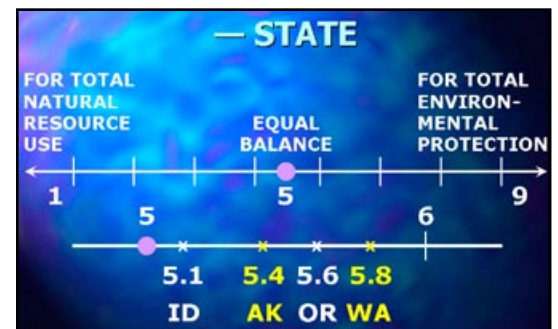 — STATE
FOR TOTAL
NATURAL
RESOURCE
USE
EQUAL
BALANCE
FOR TOTAL
ENVIRON-
MENTAL
PROTECTION
1 5 9
5 6
5.1 5.4 5.6 5.8
ID AK OR WA